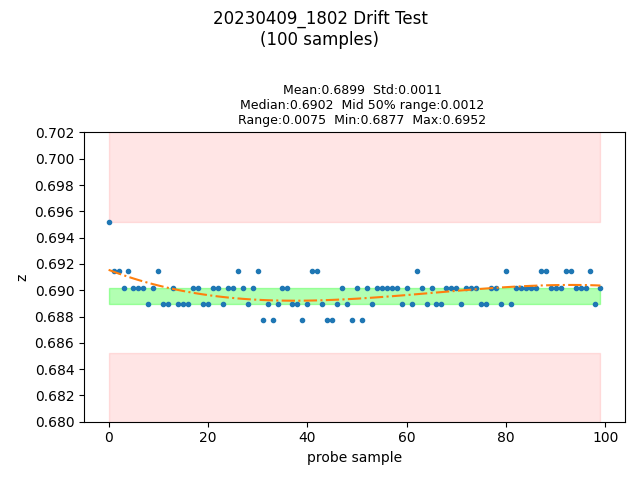 20230409_1802 Drift Test
(100 samples)
Mean:0.6899  Std:0.0011
Median:0.6902  Mid 50% range:0.0012
Range:0.0075  Min:0.6877  Max:0.6952
0.702
0.700
0.698
0.696
0.694
0.692
0.690
0.688
0.686
0.684
0.682
0.680
z
0 20 40 60 80 100
probe sample